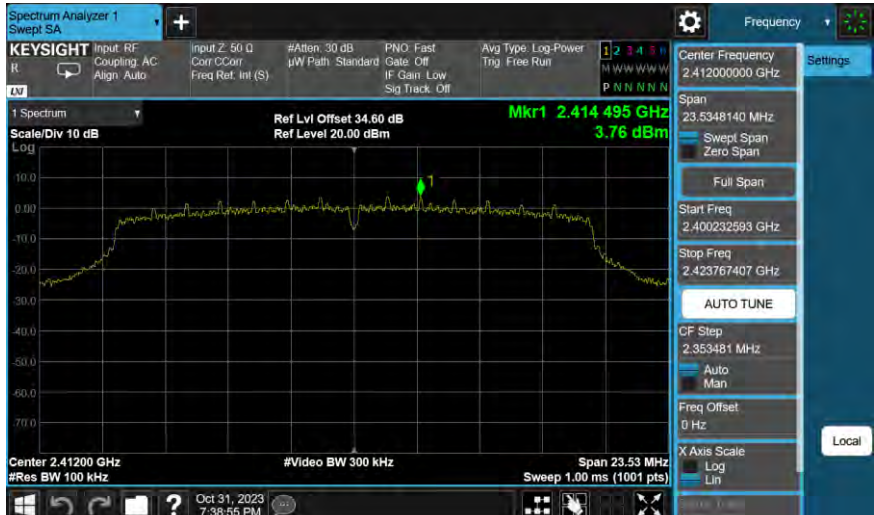 Spectrum Analyzer 1
Swept SA
+
Frequency
KEYSIGHT
R
LXI
Input: RF
Coupling: AC
Align: Auto
Input Z: 50 Ω
Corr CCorr
Freq Ref: Int (S)
#Atten: 30 dB
µW Path: Standard
PNO: Fast
Gate: Off
IF Gain: Low
Sig Track: Off
Avg Type: Log-Power
Trig: Free Run
1 2 3 4 5 6
M W W W W W
P N N N N N
Center Frequency
2.412000000 GHz
Settings
1 Spectrum
Scale/Div 10 dB
Log
Ref Lvl Offset 34.60 dB
Ref Level 20.00 dBm
Mkr1 2.414 495 GHz
3.76 dBm
Span
23.5348140 MHz
Swept Span
Zero Span
Full Span
Start Freq
2.400232593 GHz
Stop Freq
2.423767407 GHz
AUTO TUNE
CF Step
2.353481 MHz
Auto
Man
Freq Offset
0 Hz
X Axis Scale
Log
Lin
Local
10.0
0.00
-10.0
-20.0
-30.0
-40.0
-50.0
-60.0
-70.0
1
Center 2.41200 GHz
#Res BW 100 kHz
#Video BW 300 kHz
Span 23.53 MHz
Sweep 1.00 ms (1001 pts)
?
Oct 31, 2023
7:38:55 PM